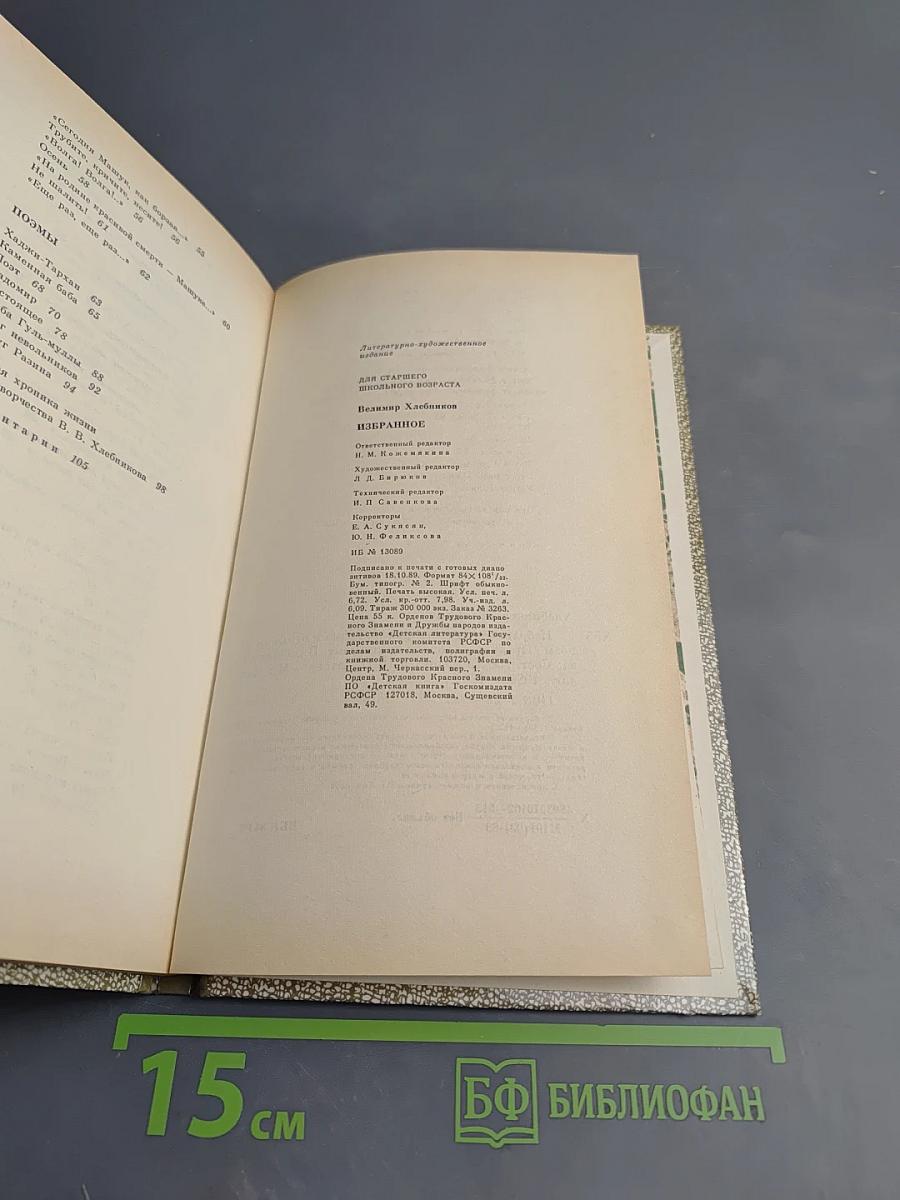 «Сегодня Машук, как борзая...» 55
Трубите, кричите, несите! 56
«Волга! Волга!..» 56
Осень 58
«На родине красивой смерти — Машуке...» 60
Не шалить! 61
«Еще раз, еще раз...» 62
ПОЭМЫ
Хаджи-Тархан 63
Каменная баба 65
Поэт 68
адомир 70
стоящее 78
ба Гуль-муллы 88
г невольников 92
г Разина 94
я хроника жизни
ворчества В. В. Хлебникова 98
нтарии 105
Литературно-художественное
издание
ДЛЯ СТАРШЕГО
ШКОЛЬНОГО ВОЗРАСТА
Велимир Хлебников
ИЗБРАННОЕ
Ответственный редактор
Н. М. Кожемякина
Художественный редактор
Л. Д. Бирюков
Технический редактор
И. П. Савенкова
Корректоры
Е. А. Сукясян,
Ю. Н. Феликсова
ИБ № 13089
Подписано к печати с готовых диапо
зитивов 18.10.89. Формат 84×108¹/₃₂.
Бум. типогр. № 2. Шрифт обыкно-
венный. Печать высокая. Усл. печ. л.
6,72. Усл. кр.-отт. 7,98. Уч.-изд. л.
6,09. Тираж 300 000 экз. Заказ № 3263.
Цена 55 к. Орденов Трудового Крас-
ного Знамени и Дружбы народов изда-
тельство «Детская литература» Госу-
дарственного комитета РСФСР по
делам издательств, полиграфии и
книжной торговли. 103720, Москва,
Центр, М. Черкасский пер., 1.
Ордена Трудового Красного Знамени
ПО «Детская книга» Госкомиздата
РСФСР 127018, Москва, Сущевский
вал, 49.
15 см
БФ БИБЛИОФАН